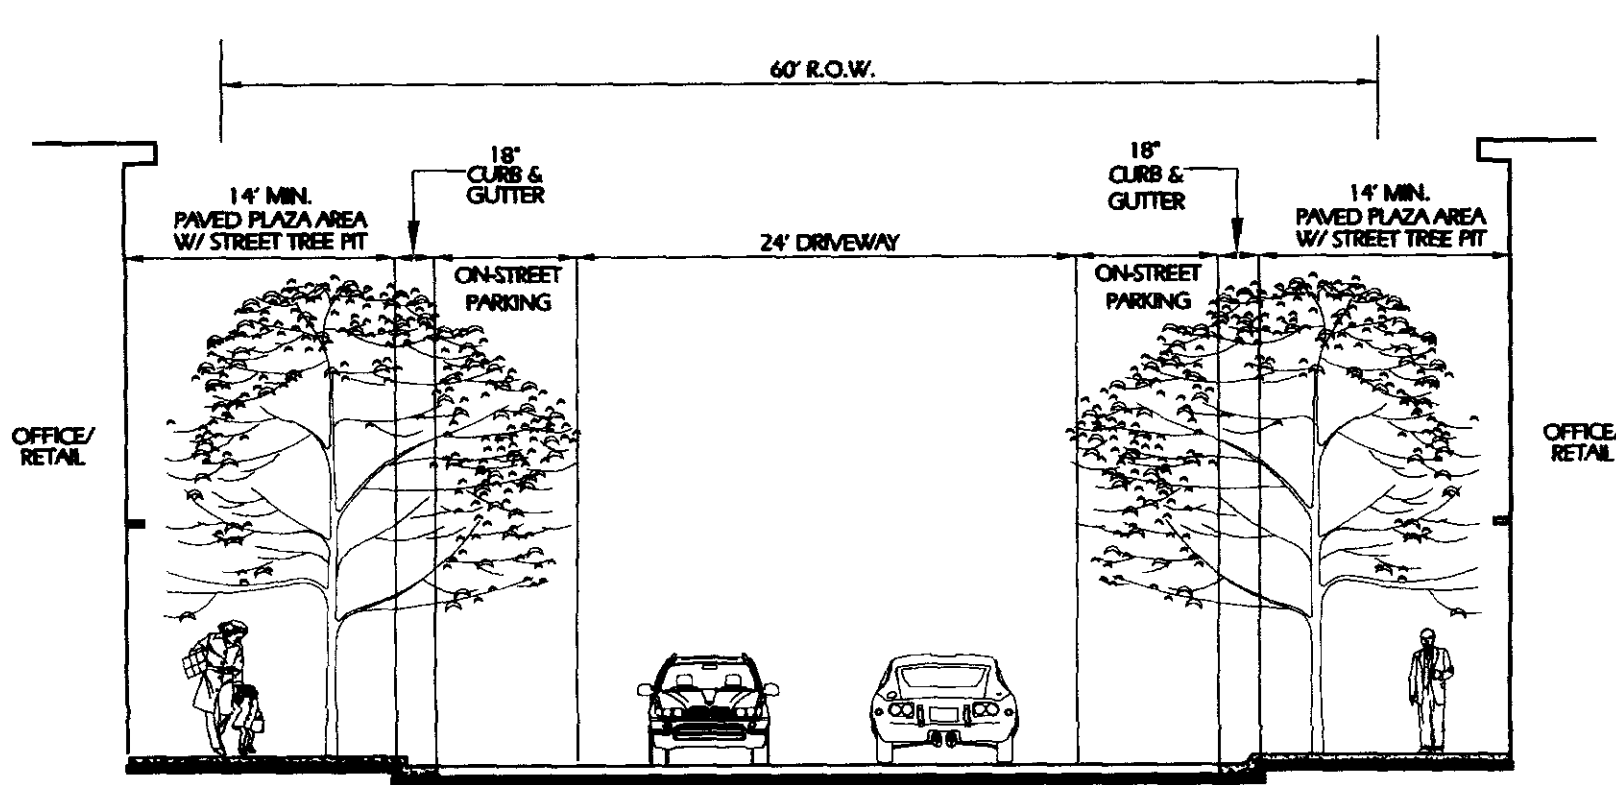 60' R.O.W.
18"
CURB &
GUTTER
18"
CURB &
GUTTER
14' MIN.
PAVED PLAZA AREA
W/ STREET TREE PIT
14' MIN.
PAVED PLAZA AREA
W/ STREET TREE PIT
24' DRIVEWAY
ON-STREET
PARKING
ON-STREET
PARKING
OFFICE/
RETAIL
OFFICE/
RETAIL